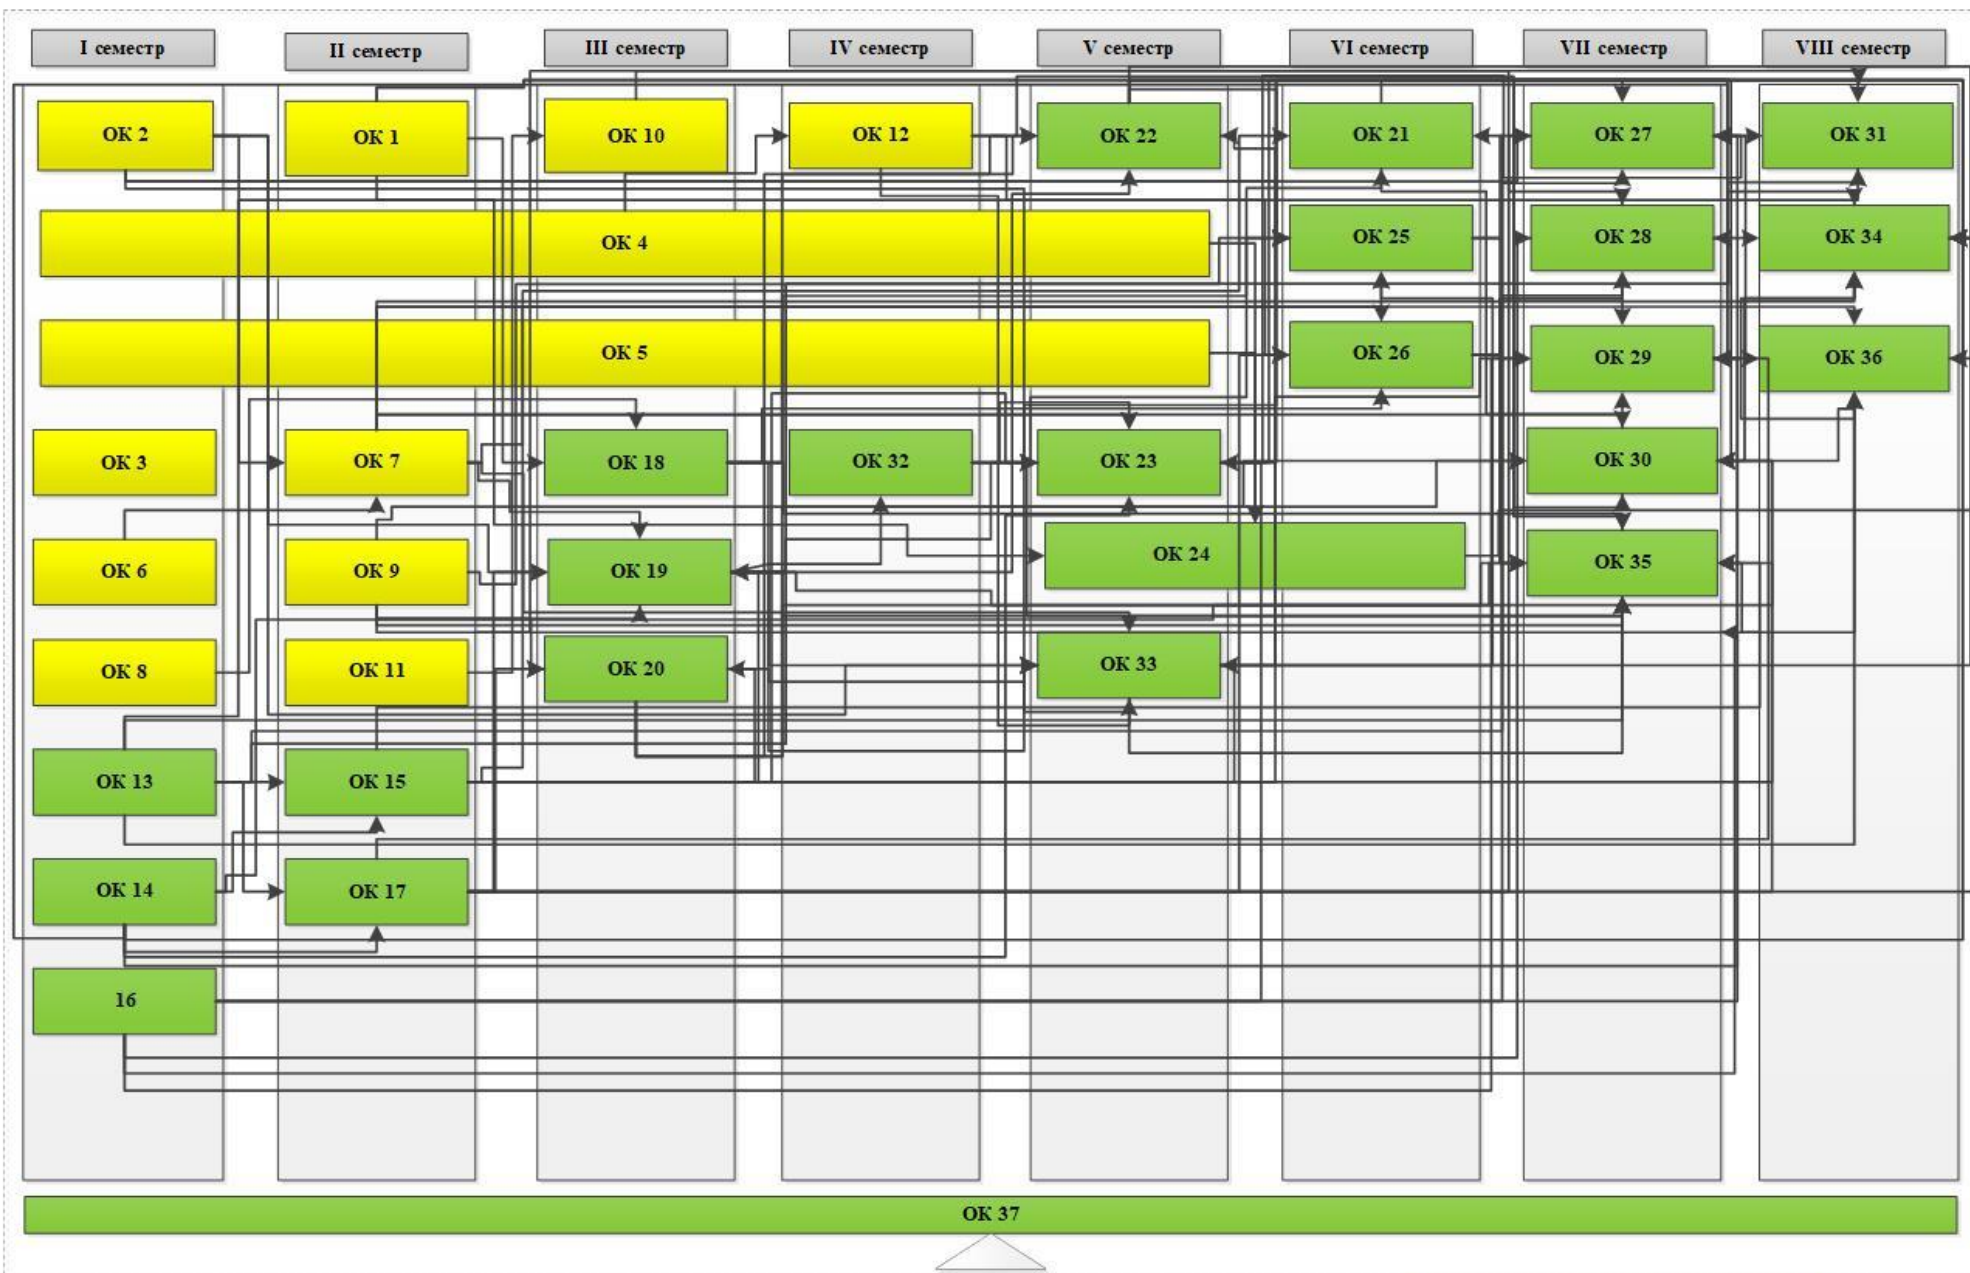 I семестр
II семестр
III семестр
IV семестр
V семестр
VI семестр
VII семестр
VIII семестр
ОК 2
ОК 1
ОК 10
ОК 12
ОК 22
ОК 21
ОК 27
ОК 31
ОК 4
ОК 25
ОК 28
ОК 34
ОК 5
ОК 26
ОК 29
ОК 36
ОК 3
ОК 7
ОК 18
ОК 32
ОК 23
ОК 30
ОК 6
ОК 9
ОК 19
ОК 24
ОК 35
ОК 8
ОК 11
ОК 20
ОК 33
ОК 13
ОК 15
ОК 14
ОК 17
16
ОК 37